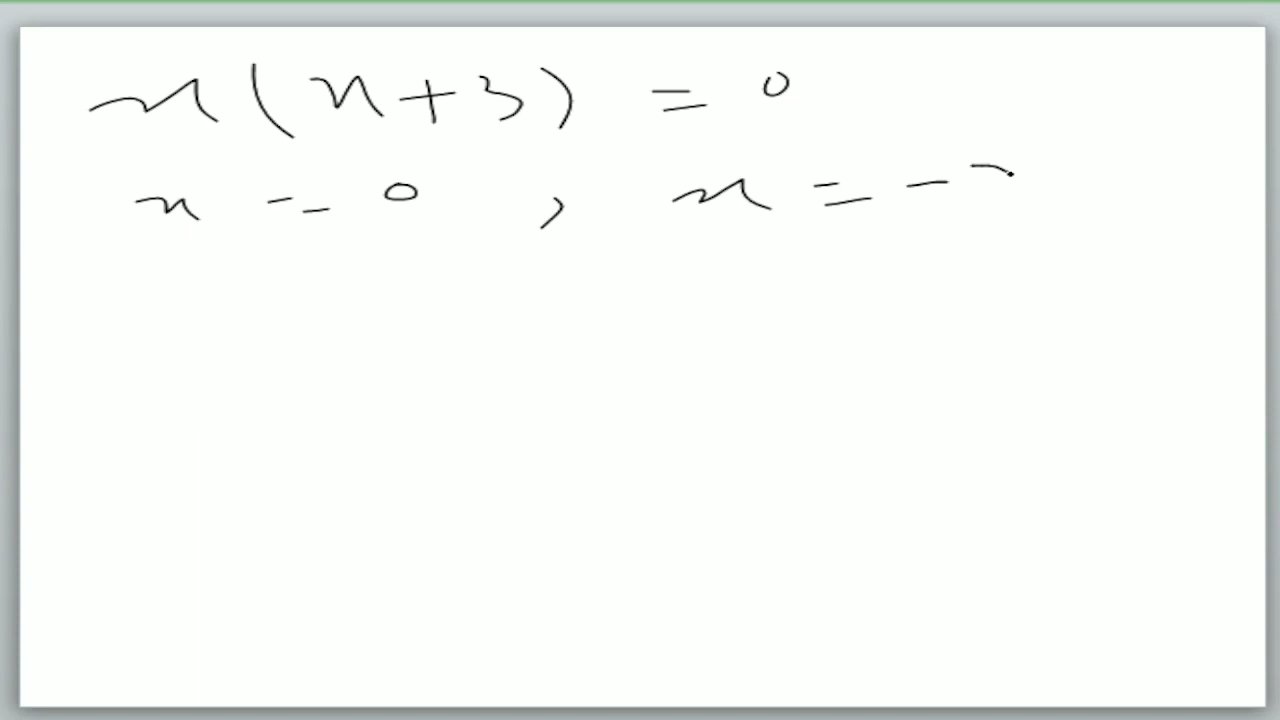 x(x+3) = 0
x = 0 , x = -